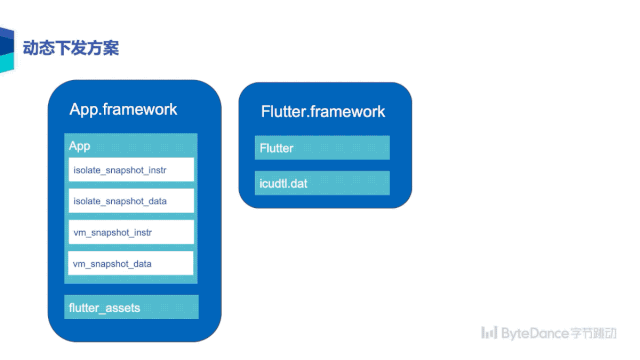 动态下发方案
App.framework
App
isolate_snapshot_instr
isolate_snapshot_data
vm_snapshot_instr
vm_snapshot_data
flutter_assets
Flutter.framework
Flutter
icudtl.dat
ByteDance字节跳动